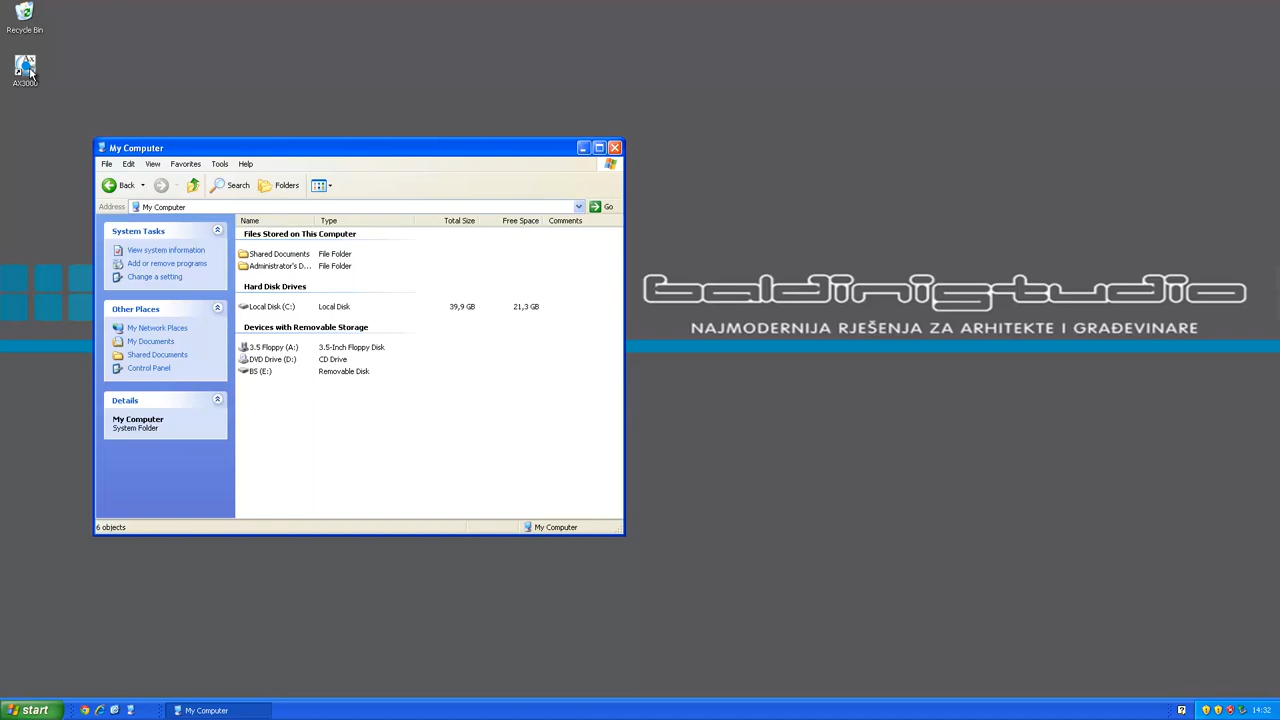 Recycle Bin
AX3000
My Computer
File Edit View Favorites Tools Help
Back Search Folders
Address My Computer Go
System Tasks
View system information
Add or remove programs
Change a setting
Other Places
My Network Places
My Documents
Shared Documents
Control Panel
Details
My Computer
System Folder
Name Type Total Size Free Space Comments
Files Stored on This Computer
Shared Documents File Folder
Administrator's D... File Folder
Hard Disk Drives
Local Disk (C:) Local Disk 39,9 GB 21,3 GB
Devices with Removable Storage
3.5 Floppy (A:) 3.5-Inch Floppy Disk
DVD Drive (D:) CD Drive
BS (E:) Removable Disk
6 objects My Computer
baldinistudio
NAJMODERNIJA RJEŠENJA ZA ARHITEKTE I GRAĐEVINARE
start My Computer 14:32